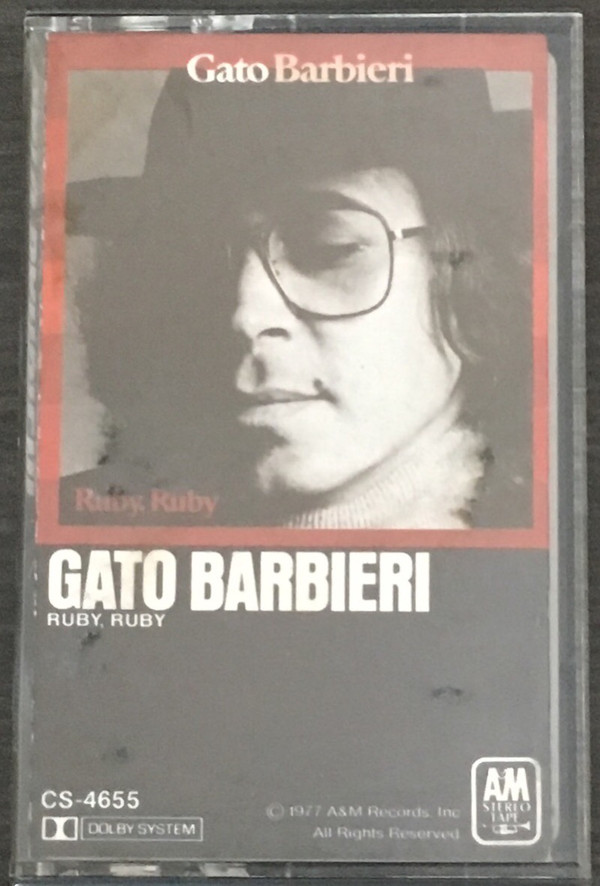 Gato Barbieri
Ruby, Ruby
GATO BARBIERI
RUBY, RUBY
CS-4655
DOLBY SYSTEM
© 1977 A&M Records, Inc
All Rights Reserved
A&M
STEREO
TAPE